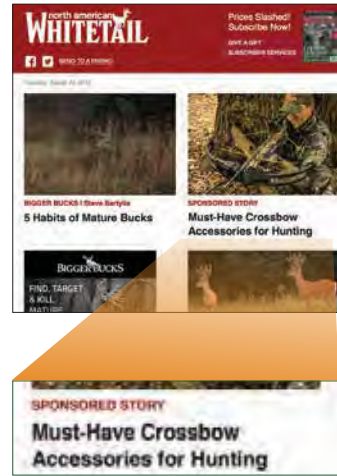 north american
WHITETAIL
Prices Slashed!
Subscribe Now!
GIVE A GIFT
SUBSCRIBER SERVICES
SEND TO A FRIEND
BIGGER BUCKS | Steve Bartylla
5 Habits of Mature Bucks
SPONSORED STORY
Must-Have Crossbow
Accessories for Hunting
BIGGER BUCKS
FIND, TARGET
& KILL
MATURE
SPONSORED STORY
Must-Have Crossbow
Accessories for Hunting